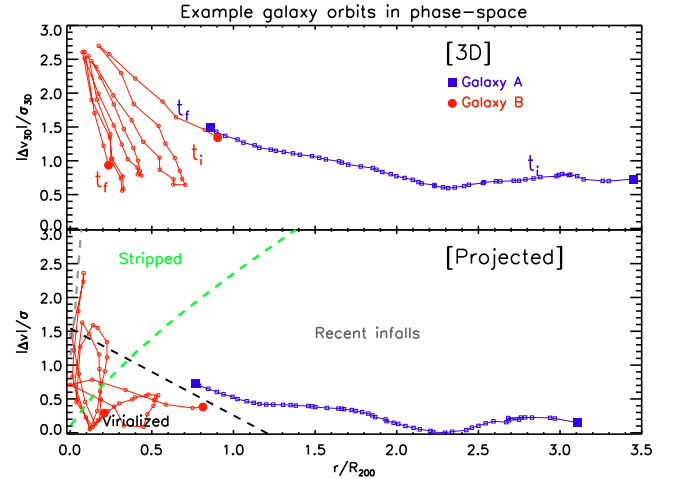 Example galaxy orbits in phase-space
3.0
2.5
2.0
1.5
1.0
0.5
0.0
|Δv3D|/σ3D
[3D]
Galaxy A
Galaxy B
tf
ti
ti
tf
3.0
2.5
2.0
1.5
1.0
0.5
0.0
|Δv|/σ
Stripped
[Projected]
Recent infalls
Virialized
0.0 0.5 1.0 1.5 2.0 2.5 3.0 3.5
r/R200